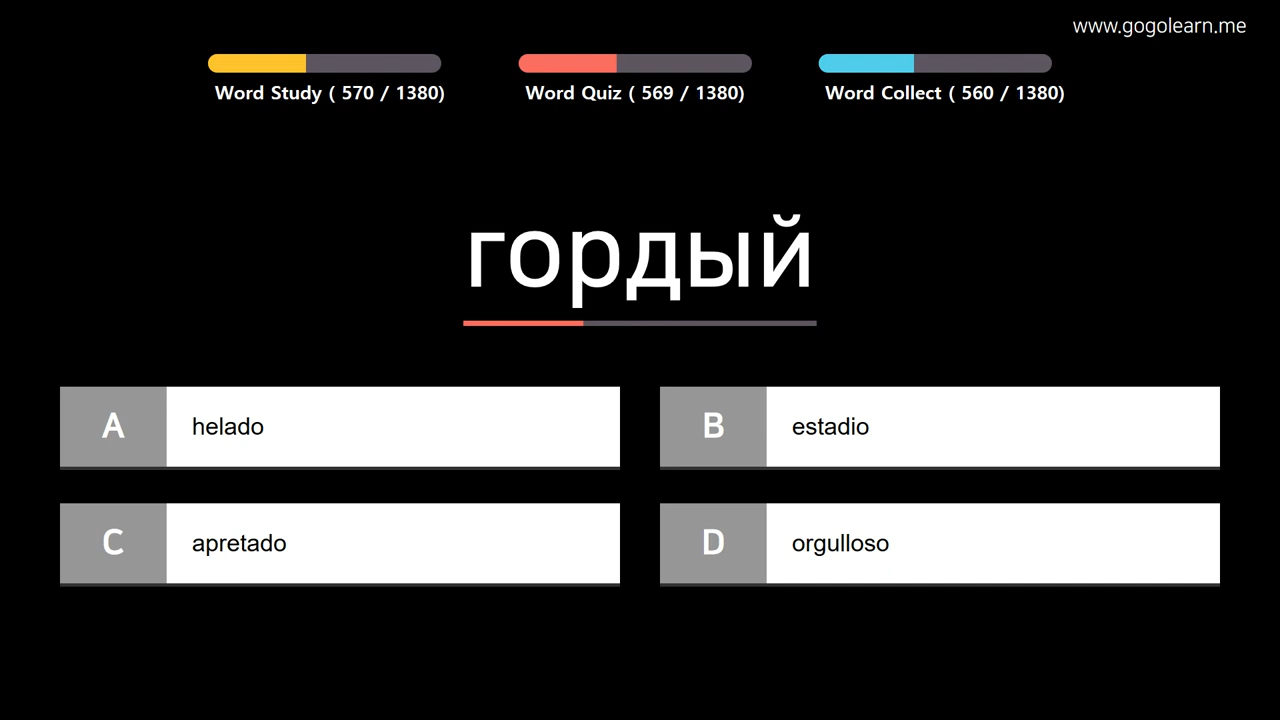 www.gogolearn.me
Word Study ( 570 / 1380)
Word Quiz ( 569 / 1380)
Word Collect ( 560 / 1380)
гордый
A helado
B estadio
C apretado
D orgulloso